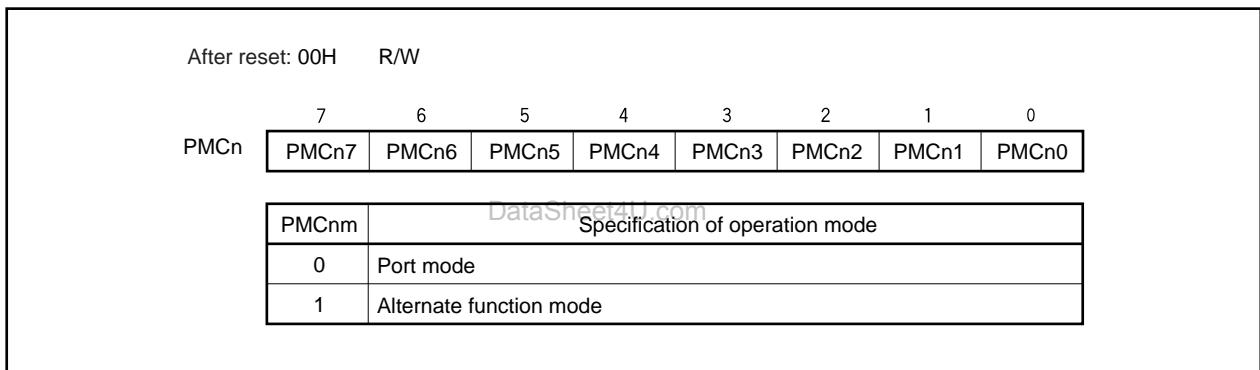 After reset: 00H R/W
7 6 5 4 3 2 1 0
PMCn PMCn7 PMCn6 PMCn5 PMCn4 PMCn3 PMCn2 PMCn1 PMCn0
DataSheet4U.com
PMCnm Specification of operation mode
0 Port mode
1 Alternate function mode